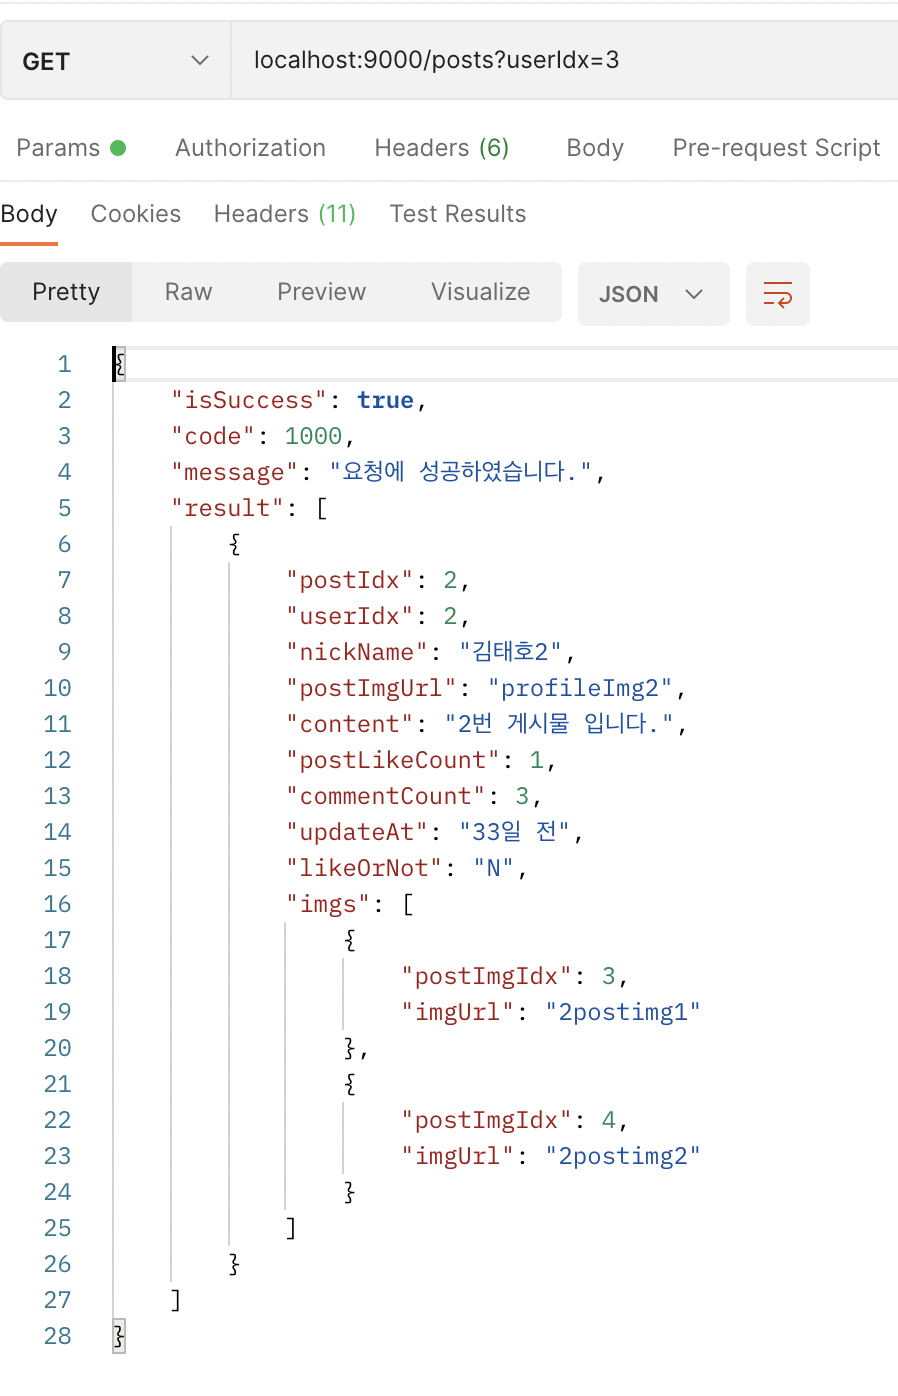 GET localhost:9000/posts?userIdx=3
Params Authorization Headers (6) Body Pre-request Script
Body Cookies Headers (11) Test Results
Pretty Raw Preview Visualize JSON
1 {
2 "isSuccess": true,
3 "code": 1000,
4 "message": "요청에 성공하였습니다.",
5 "result": [
6 {
7 "postIdx": 2,
8 "userIdx": 2,
9 "nickName": "김태호2",
10 "postImgUrl": "profileImg2",
11 "content": "2번 게시물 입니다.",
12 "postLikeCount": 1,
13 "commentCount": 3,
14 "updateAt": "33일 전",
15 "likeOrNot": "N",
16 "imgs": [
17 {
18 "postImgIdx": 3,
19 "imgUrl": "2postimg1"
20 },
21 {
22 "postImgIdx": 4,
23 "imgUrl": "2postimg2"
24 }
25 ]
26 }
27 ]
28 }